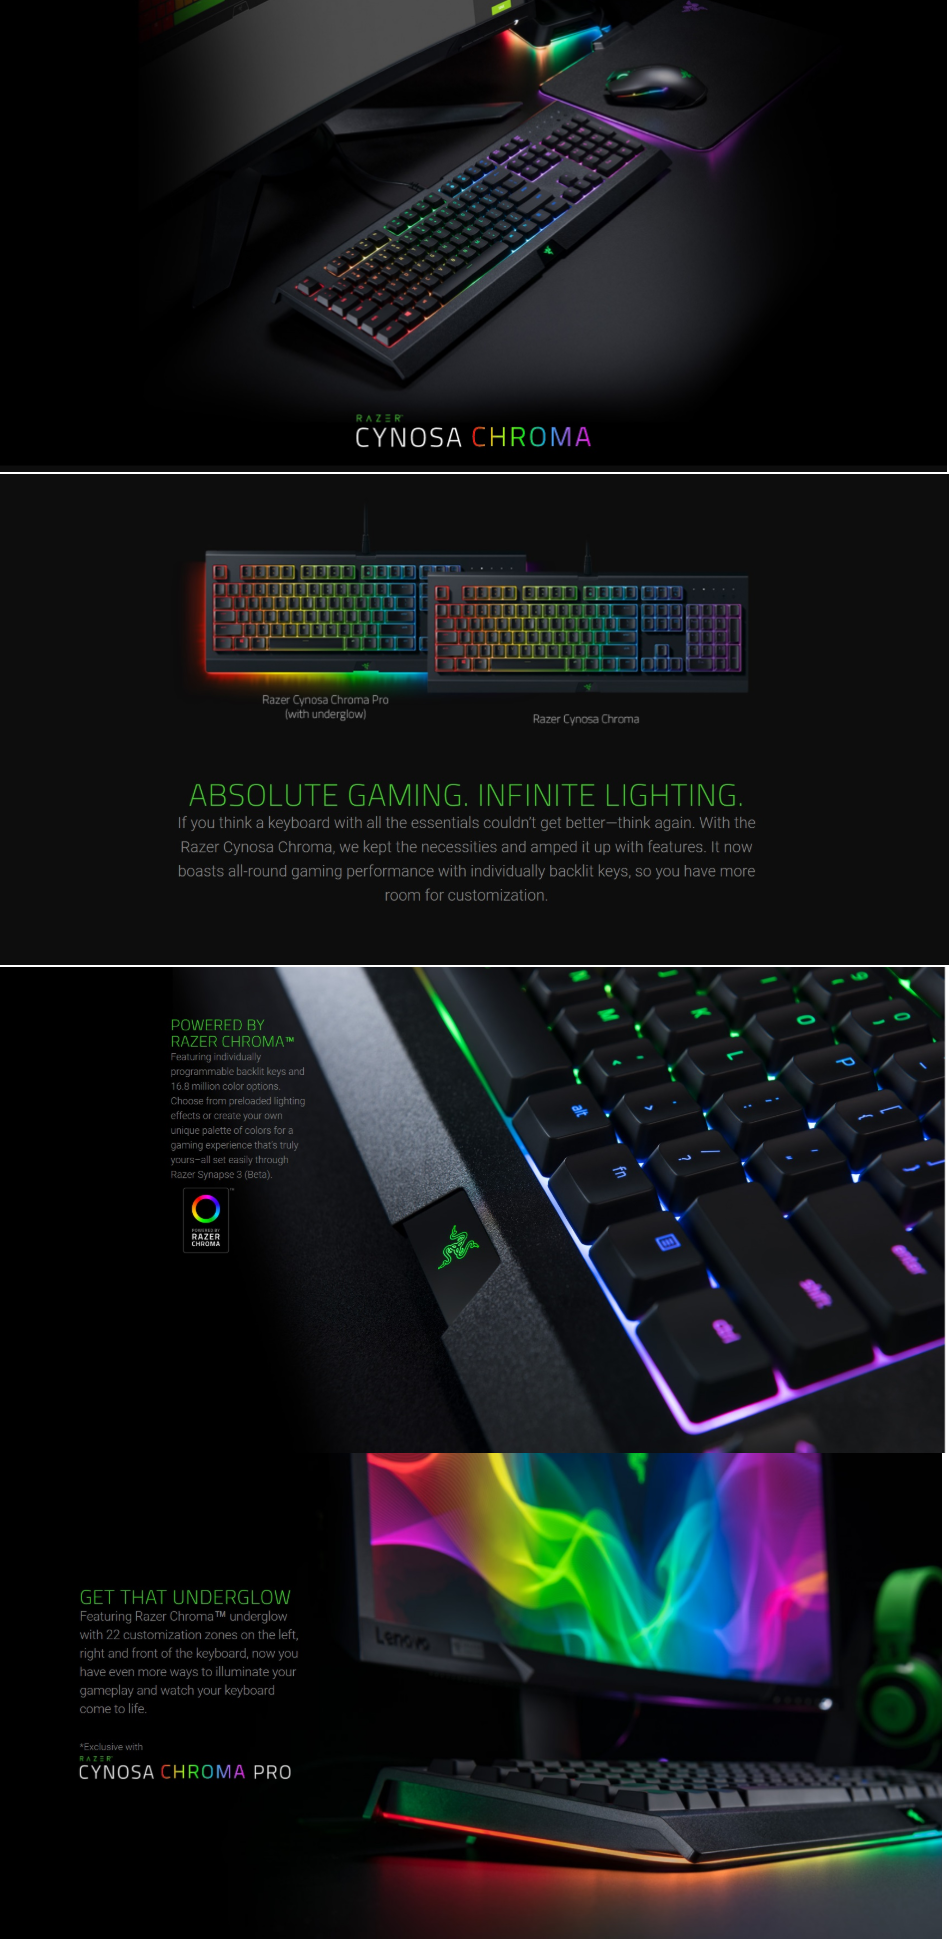 RAZER
CYNOSA CHROMA
Razer Cynosa Chroma Pro
(with underglow)
Razer Cynosa Chroma
ABSOLUTE GAMING. INFINITE LIGHTING.
If you think a keyboard with all the essentials couldn't get better—think again. With the
Razer Cynosa Chroma, we kept the necessities and amped it up with features. It now
boasts all-round gaming performance with individually backlit keys, so you have more
room for customization.
POWERED BY
RAZER CHROMA™
Featuring individually
programmable backlit keys and
16.8 million color options.
Choose from preloaded lighting
effects or create your own
unique palette of colors for a
gaming experience that's truly
yours—all set easily through
Razer Synapse 3 (Beta).
POWERED BY
RAZER
CHROMA
M
K
O
L
P
alt
fn
?
/
enter
shift
ctrl
GET THAT UNDERGLOW
Featuring Razer Chroma™ underglow
with 22 customization zones on the left,
right and front of the keyboard, now you
have even more ways to illuminate your
gameplay and watch your keyboard
come to life.
*Exclusive with
RAZER
CYNOSA CHROMA PRO
Lenovo